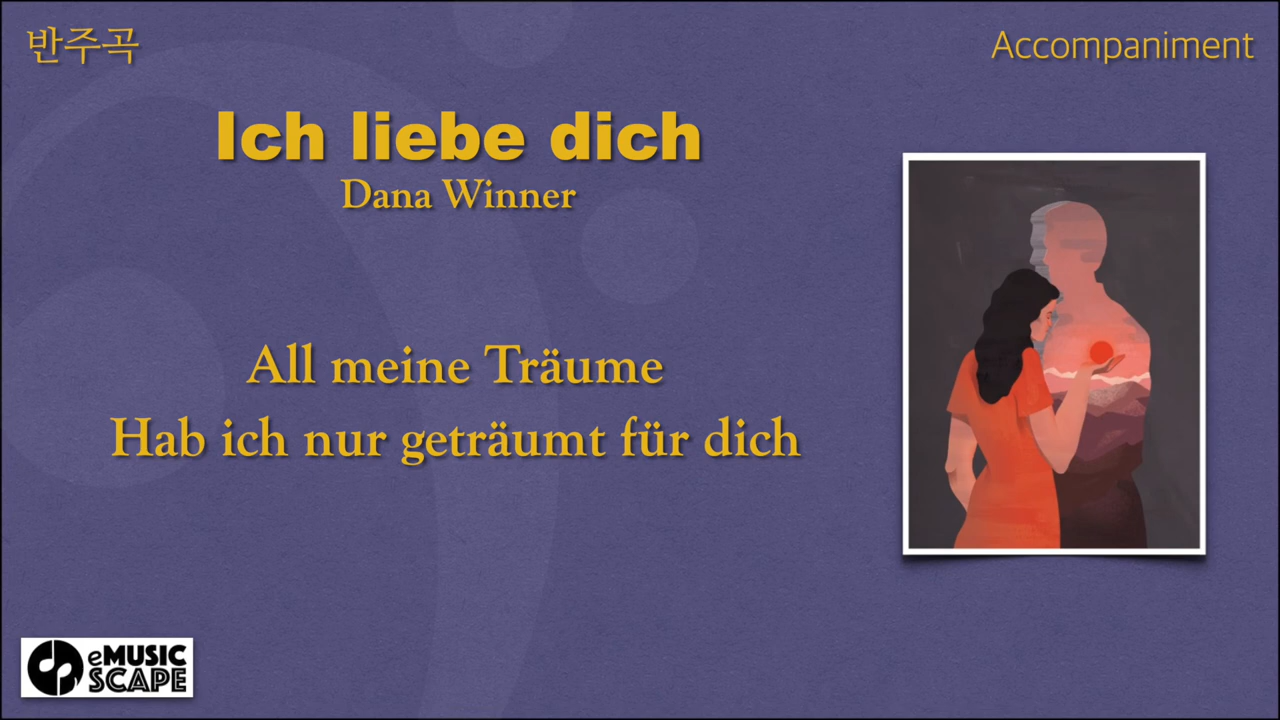 반주곡
Accompaniment
Ich liebe dich
Dana Winner
All meine Träume
Hab ich nur geträumt für dich
eMUSIC
SCAPE